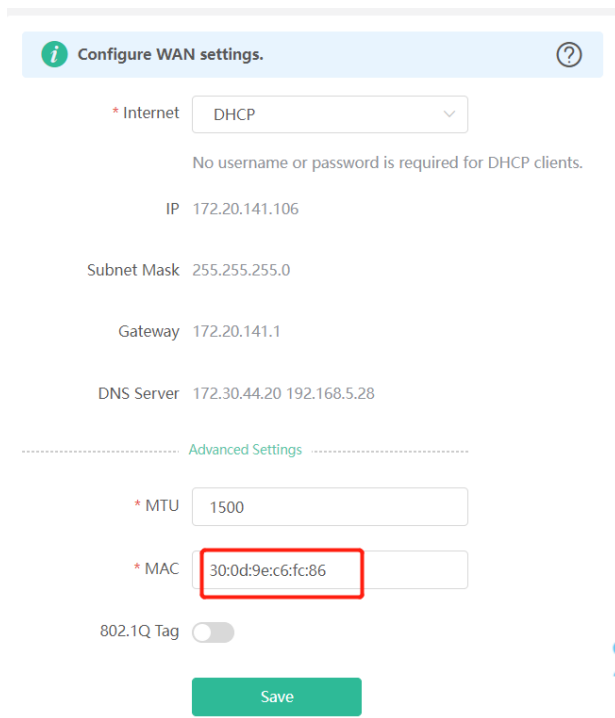 Configure WAN settings.
* Internet DHCP
No username or password is required for DHCP clients.
IP 172.20.141.106
Subnet Mask 255.255.255.0
Gateway 172.20.141.1
DNS Server 172.30.44.20 192.168.5.28
Advanced Settings
* MTU 1500
* MAC 30:0d:9e:c6:fc:86
802.1Q Tag
Save